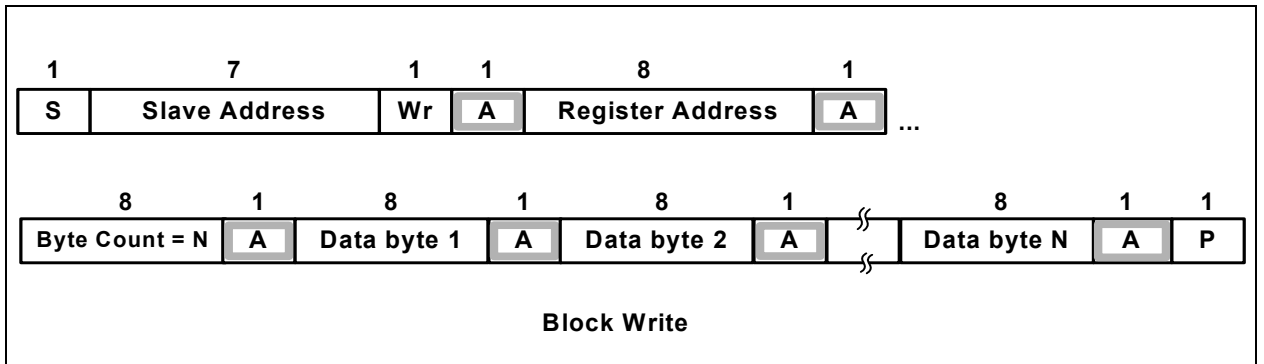 1 7 1 1 8 1
S Slave Address Wr A Register Address A ...
8 1 8 1 8 1 8 1 1
Byte Count = N A Data byte 1 A Data byte 2 A Data byte N A P
Block Write